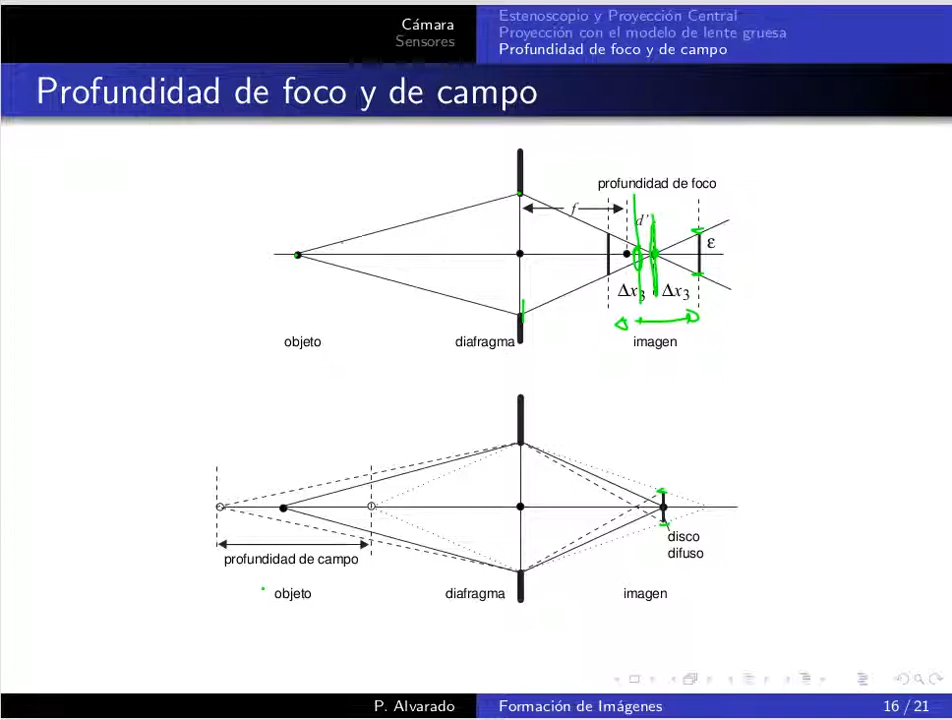 Cámara
Sensores
Estenoscopio y Proyección Central
Proyección con el modelo de lente gruesa
Profundidad de foco y de campo
Profundidad de foco y de campo
profundidad de foco
f
d'
ε
Δx3 Δx3
objeto diafragma imagen
disco
difuso
profundidad de campo
objeto diafragma imagen
P. Alvarado Formación de Imágenes 16 / 21